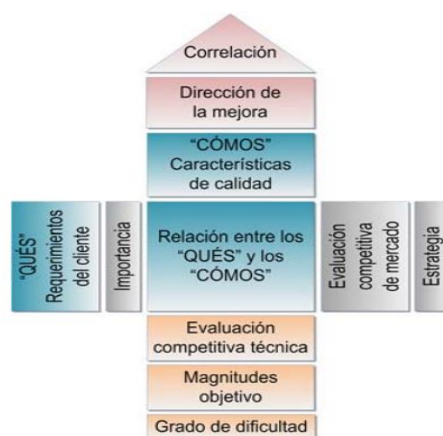 Correlación
Dirección de
la mejora
“CÓMOS”
Características
de calidad
“QUÉS”
Requerimientos
del cliente
Importancia
Relación entre los
“QUÉS” y los
“CÓMOS”
Evaluación
competitiva
de mercado
Estrategia
Evaluación
competitiva técnica
Magnitudes
objetivo
Grado de dificultad